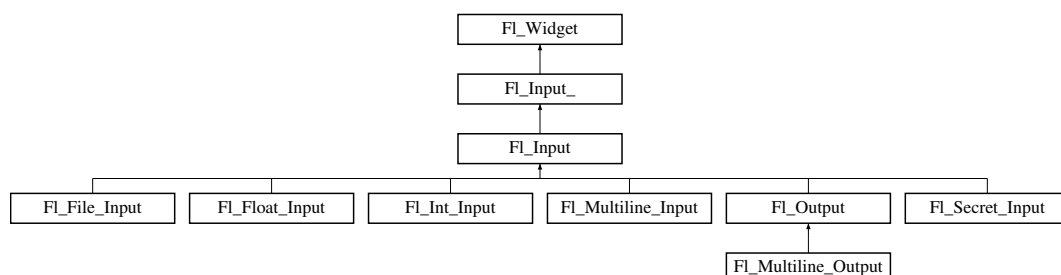 Fl_Widget
Fl_Input_
Fl_Input
Fl_File_Input Fl_Float_Input Fl_Int_Input Fl_Multiline_Input Fl_Output Fl_Secret_Input
Fl_Multiline_Output